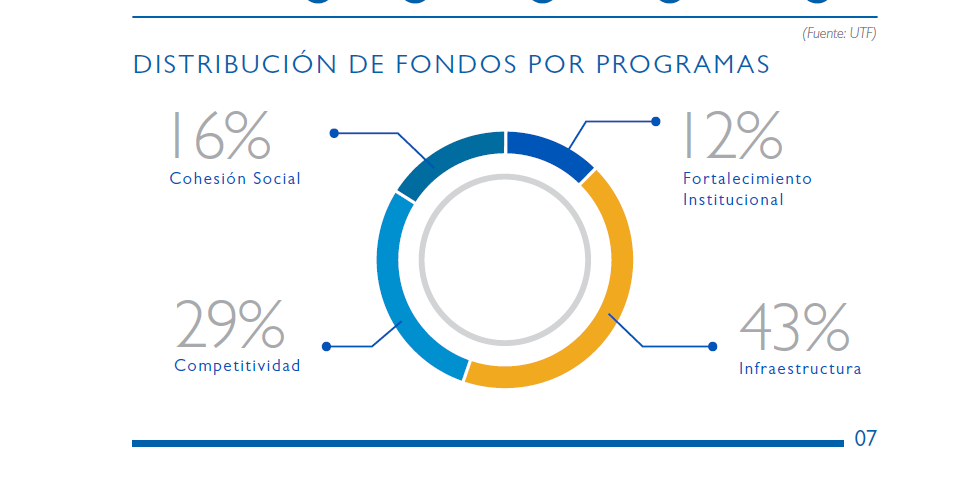 (Fuente: UTF)
DISTRIBUCIÓN DE FONDOS POR PROGRAMAS
16%
Cohesión Social
12%
Fortalecimiento
Institucional
29%
Competitividad
43%
Infraestructura
07